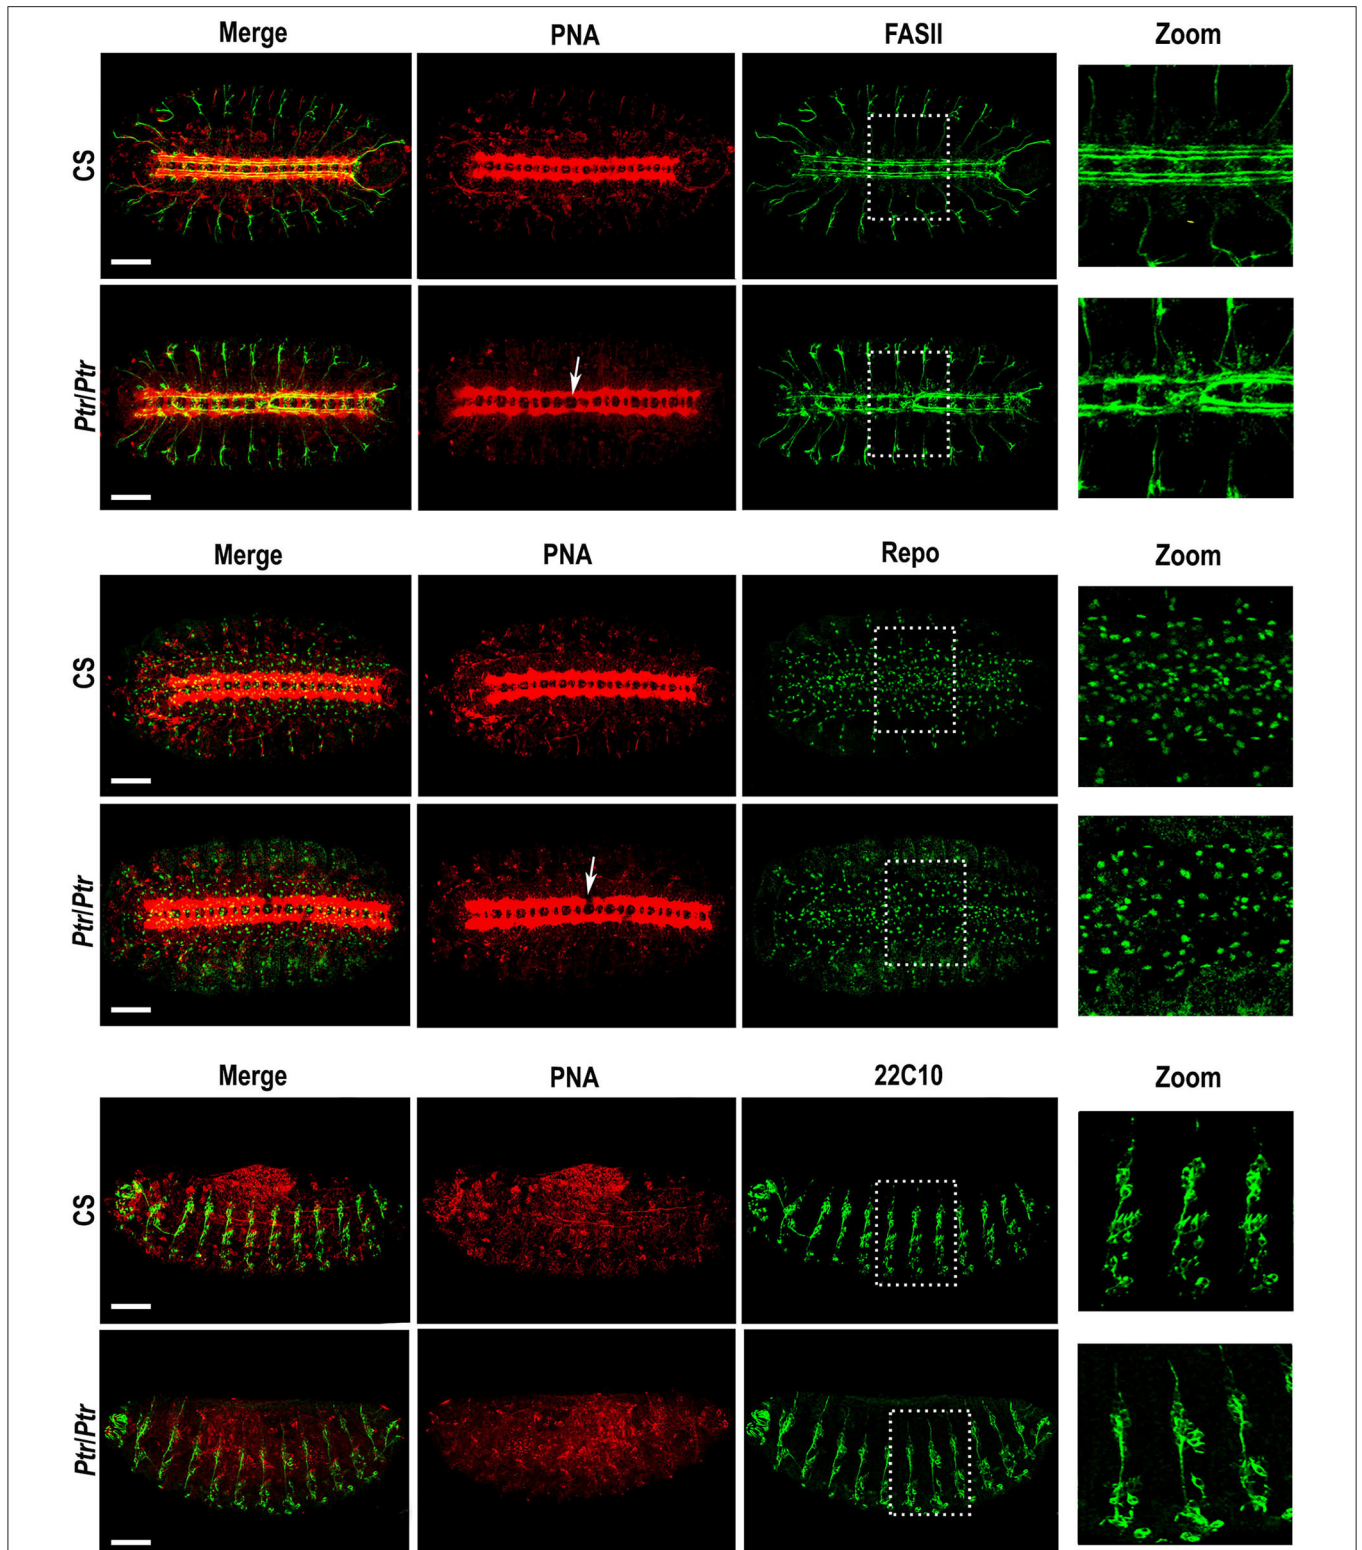 Merge PNA FASII Zoom
CS
Ptr/Ptr
Merge PNA Repo Zoom
CS
Ptr/Ptr
Merge PNA 22C10 Zoom
CS
Ptr/Ptr